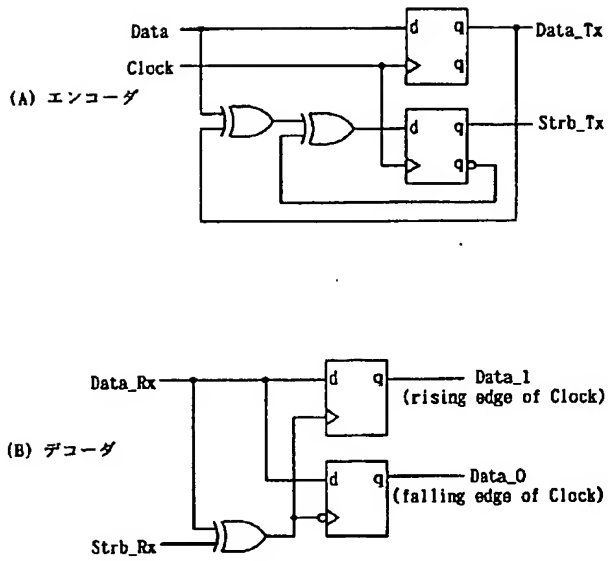 Data
Clock
(A) エンコーダ
d
q
q
Data_Tx
d
q
q
Strb_Tx
Data_Rx
(B) デコーダ
Strb_Rx
d
q
Data_1
(rising edge of Clock)
d
q
Data_0
(falling edge of Clock)